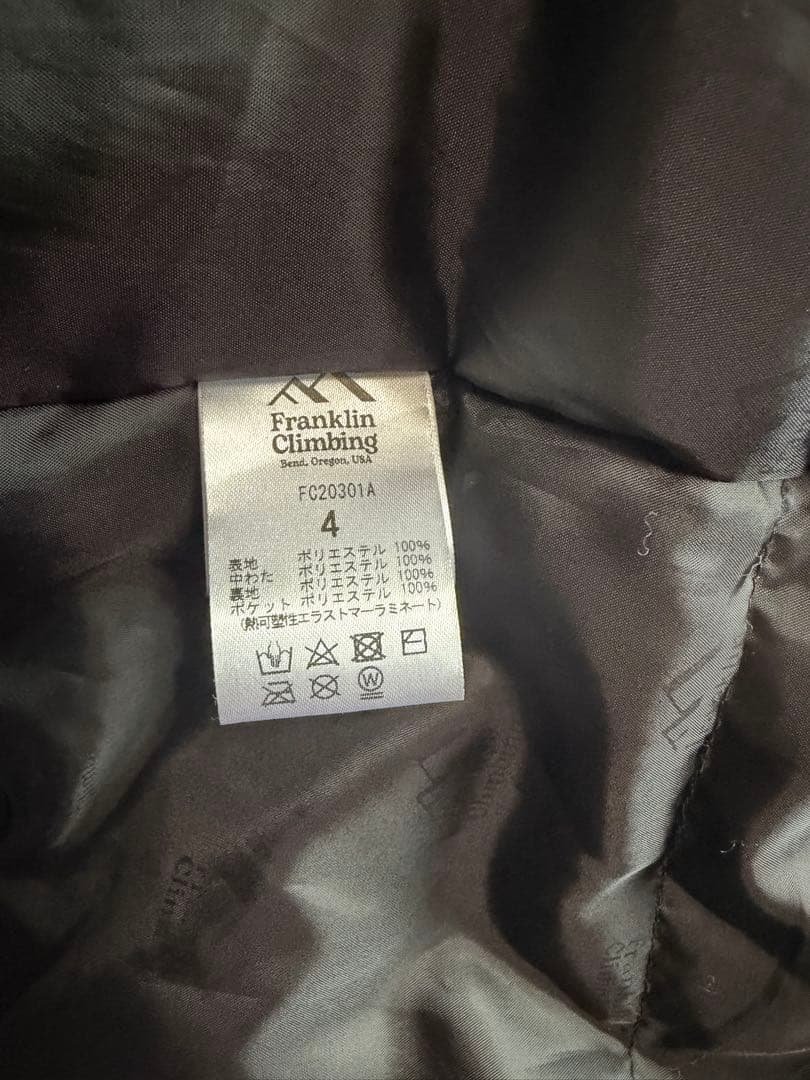 Franklin
Climbing
Bend, Oregon, USA
FC20301A
4
表地 ポリエステル 100%
中わた ポリエステル 100%
裏地 ポリエステル 100%
ポケット ポリエステル 100%
(熱可塑性エラストマーラミネート)
W